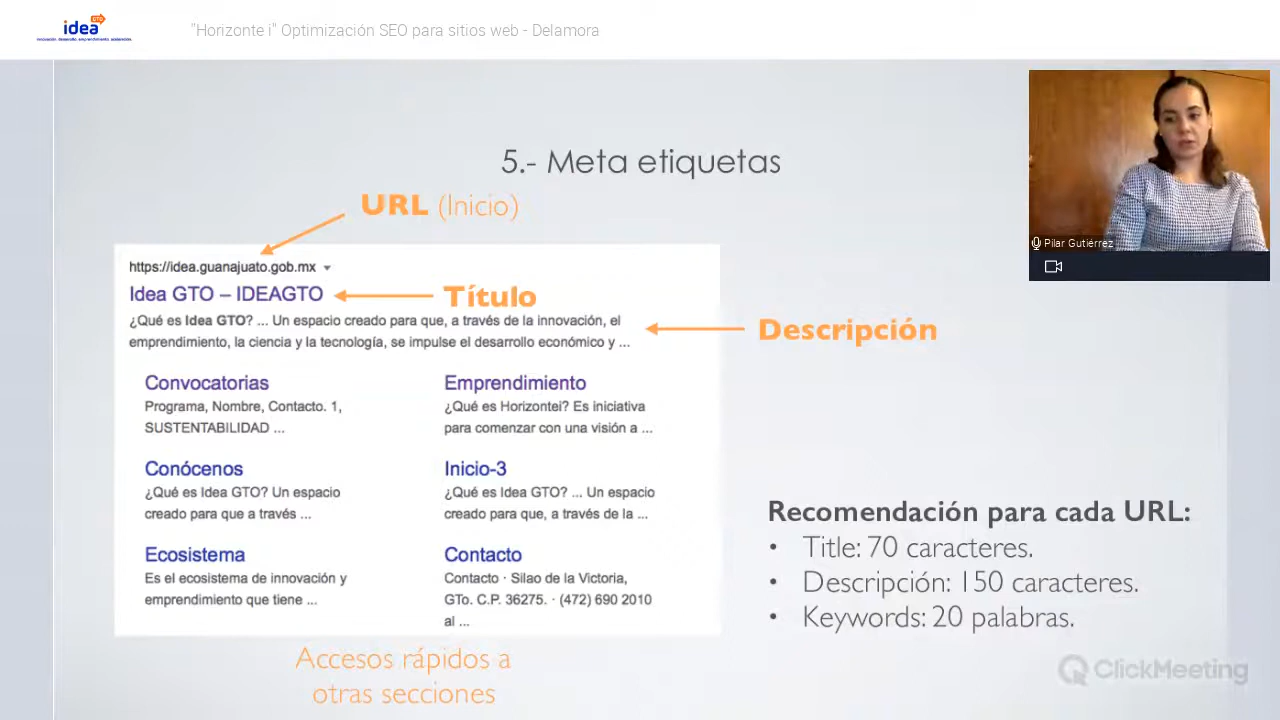 idea GTO
innovación. desarrollo. emprendimiento. aceleración.
"Horizonte i" Optimización SEO para sitios web - Delamora
5.- Meta etiquetas
URL (Inicio)
https://idea.guanajuato.gob.mx
Idea GTO – IDEAGTO
Título
¿Qué es Idea GTO? ... Un espacio creado para que, a través de la innovación, el
emprendimiento, la ciencia y la tecnología, se impulse el desarrollo económico y ...
Descripción
Convocatorias
Programa, Nombre, Contacto. 1,
SUSTENTABILIDAD ...
Emprendimiento
¿Qué es Horizontei? Es iniciativa
para comenzar con una visión a ...
Conócenos
¿Qué es Idea GTO? Un espacio
creado para que a través ...
Inicio-3
¿Qué es Idea GTO? ... Un espacio
creado para que, a través de la ...
Ecosistema
Es el ecosistema de innovación y
emprendimiento que tiene ...
Contacto
Contacto · Silao de la Victoria,
GTo. C.P. 36275. · (472) 690 2010
al ...
Accesos rápidos a
otras secciones
Recomendación para cada URL:
• Title: 70 caracteres.
• Descripción: 150 caracteres.
• Keywords: 20 palabras.
Pilar Gutiérrez
ClickMeeting